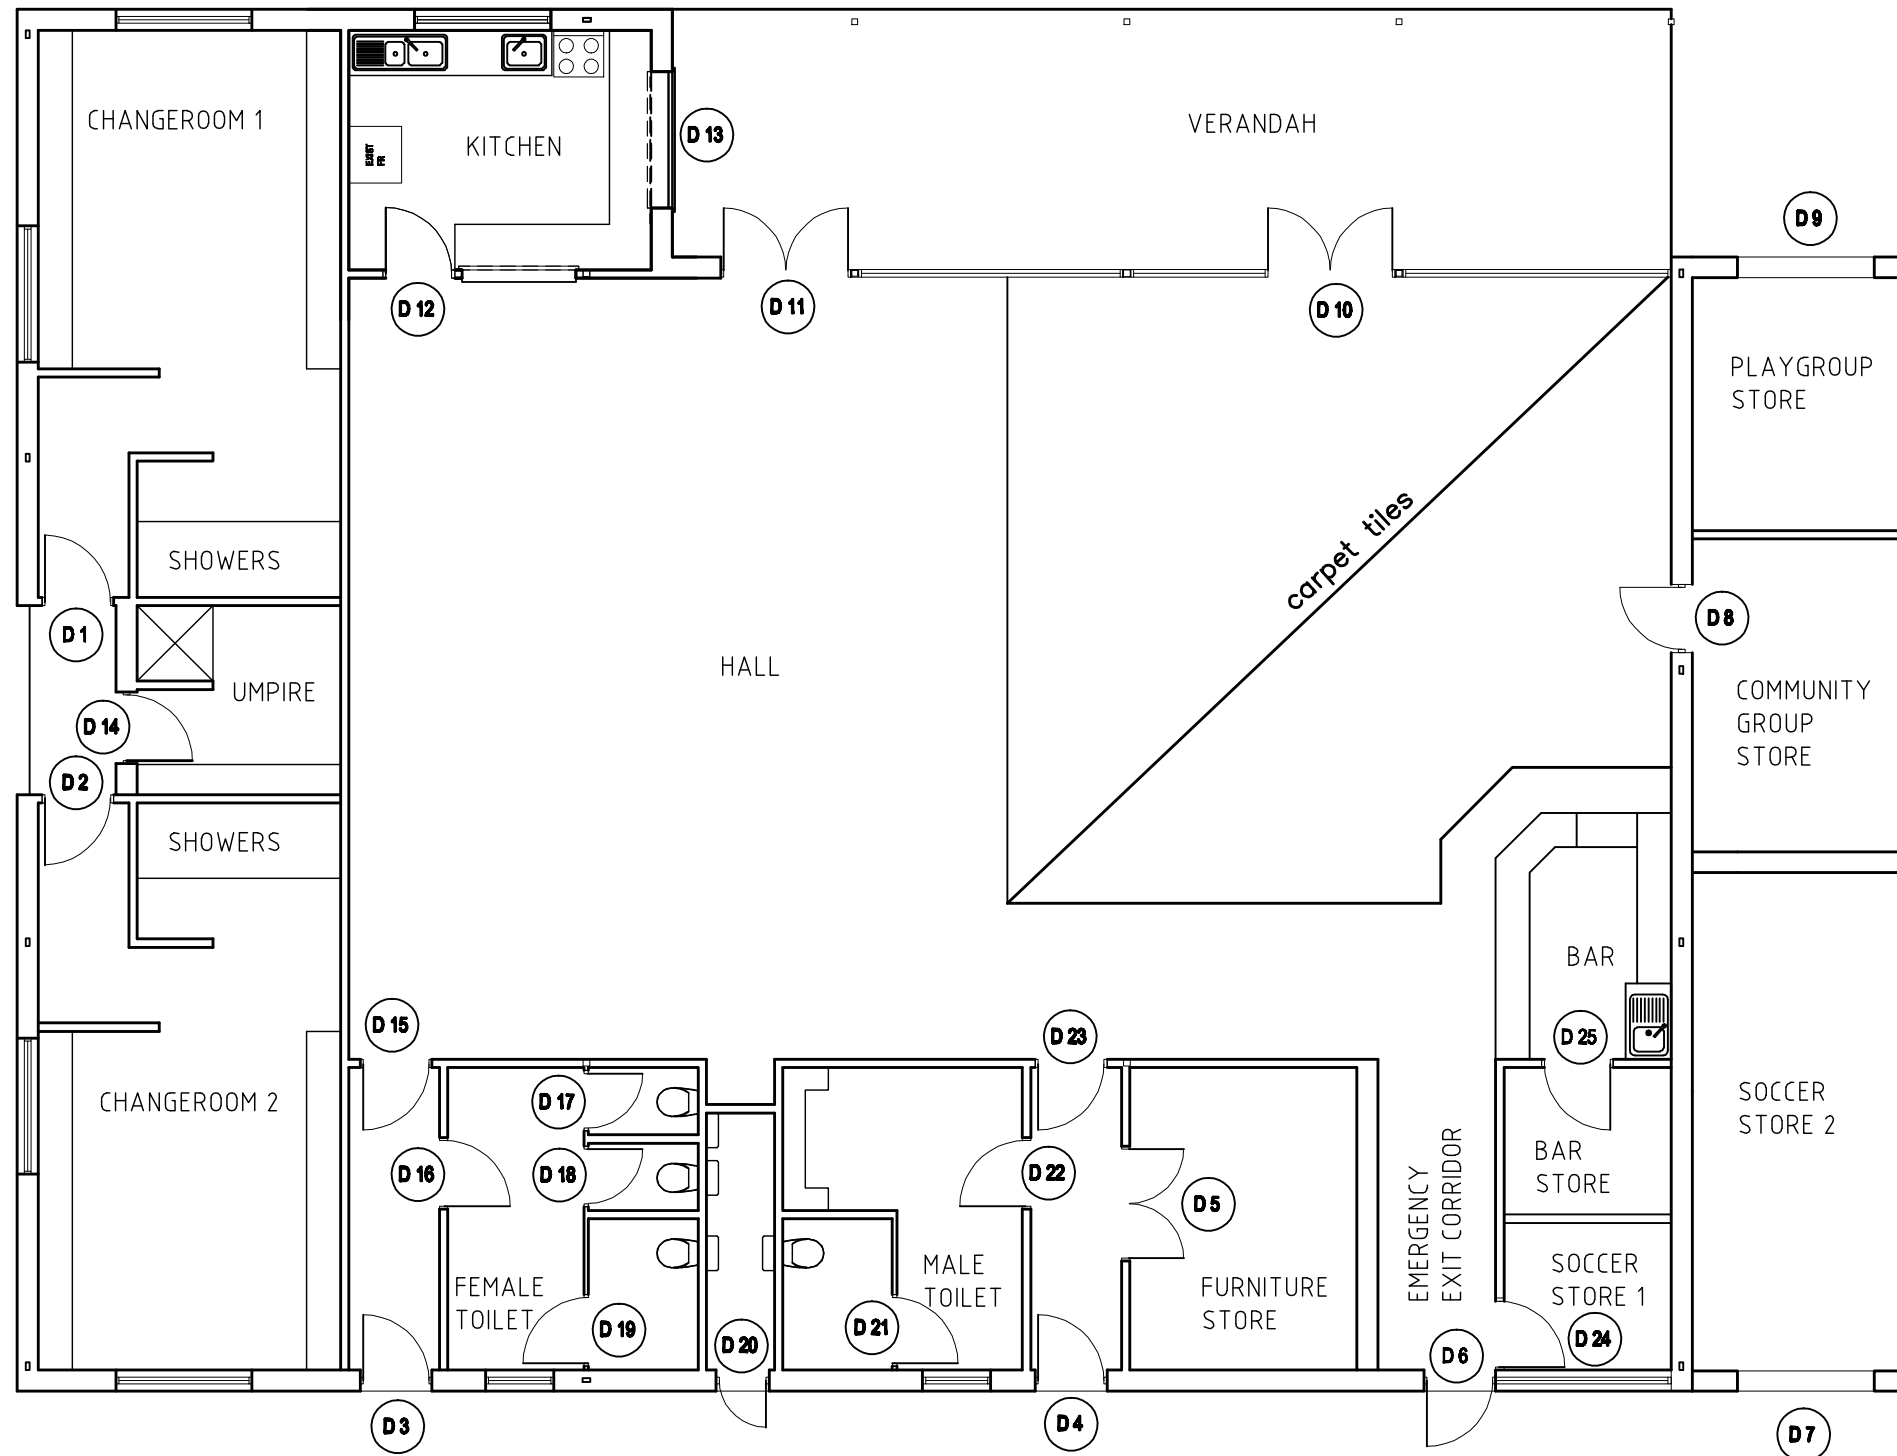 CHANGEROOM 1
KITCHEN
EXIST
FR
D 13
VERANDAH
D 9
D 12
D 11
D 10
PLAYGROUP
STORE
carpet tiles
SHOWERS
D 1
D 8
HALL
UMPIRE
D 14
COMMUNITY
GROUP
STORE
D 2
SHOWERS
BAR
D 15
D 23
D 25
CHANGEROOM 2
D 17
SOCCER
STORE 2
D 16
D 18
D 22
D 5
EMERGENCY
EXIT CORRIDOR
BAR
STORE
FEMALE
TOILET
MALE
TOILET
FURNITURE
STORE
SOCCER
STORE 1
D 19
D 20
D 21
D 6
D 24
D 3
D 4
D 7